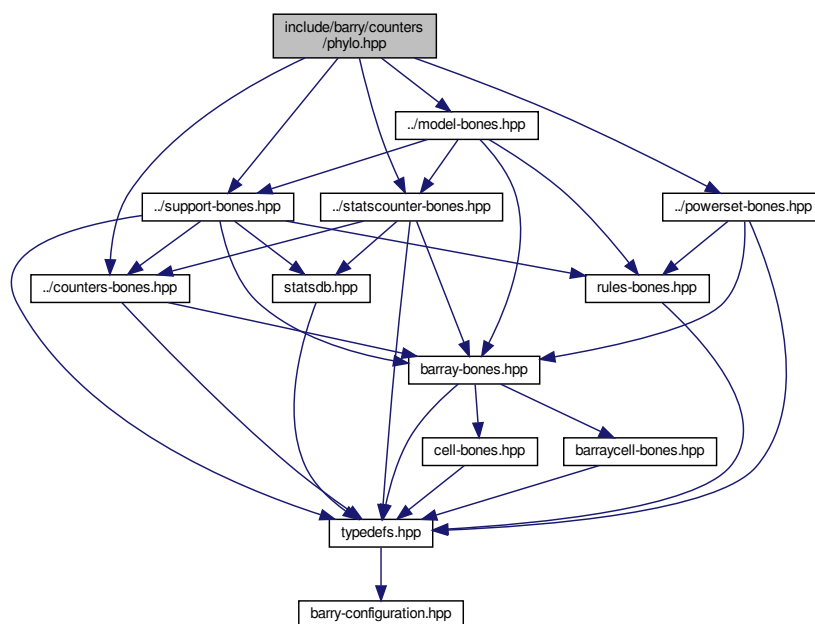 include/barry/counters
/phylo.hpp
../model-bones.hpp
../support-bones.hpp
../statscounter-bones.hpp
../powerset-bones.hpp
../counters-bones.hpp
statsdb.hpp
rules-bones.hpp
barray-bones.hpp
cell-bones.hpp
barraycell-bones.hpp
typedefs.hpp
barry-configuration.hpp